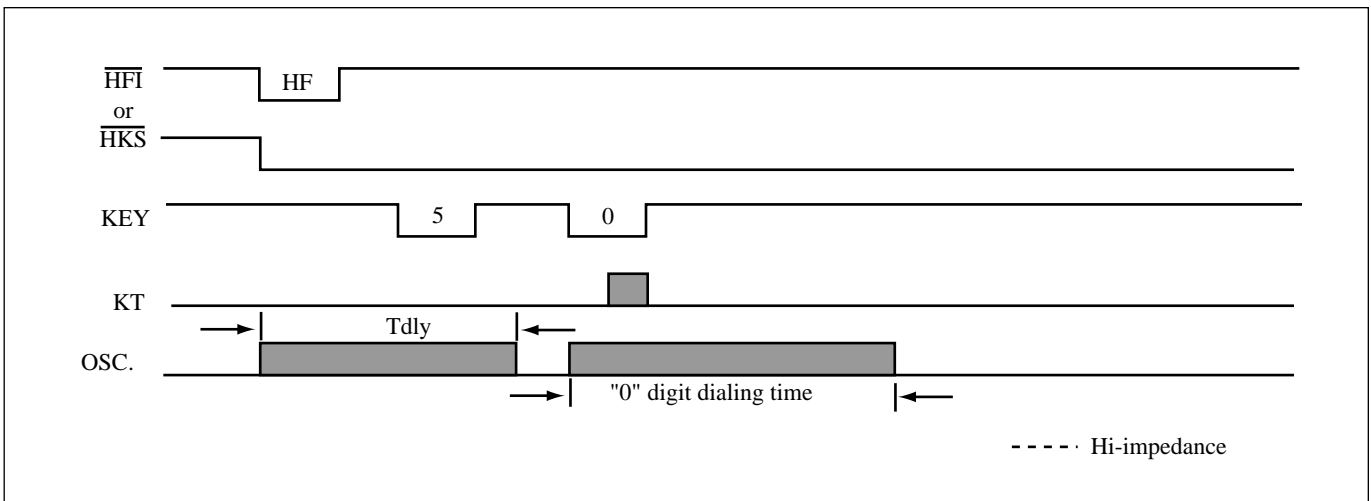 HFI
HF
or
HKS
KEY
5
0
KT
Tdly
OSC.
"0" digit dialing time
Hi-impedance